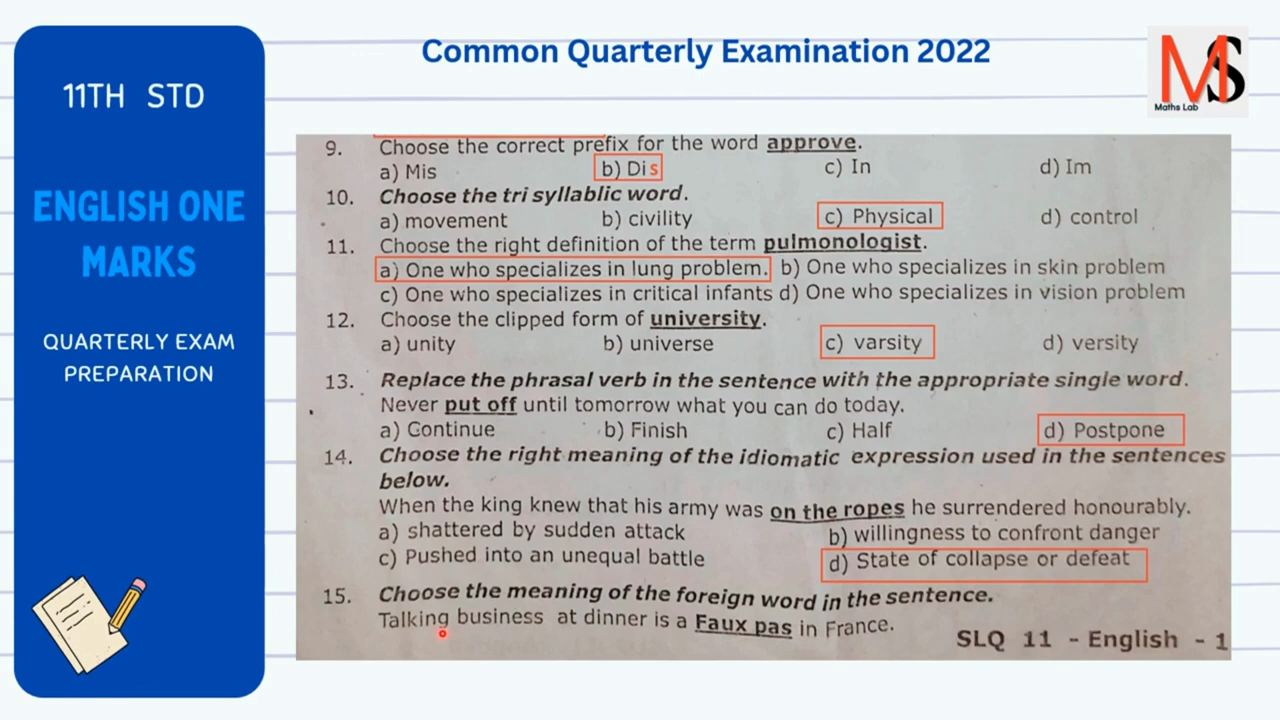 Common Quarterly Examination 2022
MS
Maths Lab
11TH STD
ENGLISH ONE
MARKS
QUARTERLY EXAM
PREPARATION
9. Choose the correct prefix for the word approve.
a) Mis b) Dis c) In d) Im
10. Choose the tri syllablic word.
a) movement b) civility c) Physical d) control
11. Choose the right definition of the term pulmonologist.
a) One who specializes in lung problem. b) One who specializes in skin problem
c) One who specializes in critical infants d) One who specializes in vision problem
12. Choose the clipped form of university.
a) unity b) universe c) varsity d) versity
13. Replace the phrasal verb in the sentence with the appropriate single word.
Never put off until tomorrow what you can do today.
a) Continue b) Finish c) Half d) Postpone
14. Choose the right meaning of the idiomatic expression used in the sentences
below.
When the king knew that his army was on the ropes he surrendered honourably.
a) shattered by sudden attack b) willingness to confront danger
c) Pushed into an unequal battle d) State of collapse or defeat
15. Choose the meaning of the foreign word in the sentence.
Talking business at dinner is a Faux pas in France.
SLQ 11 - English - 1